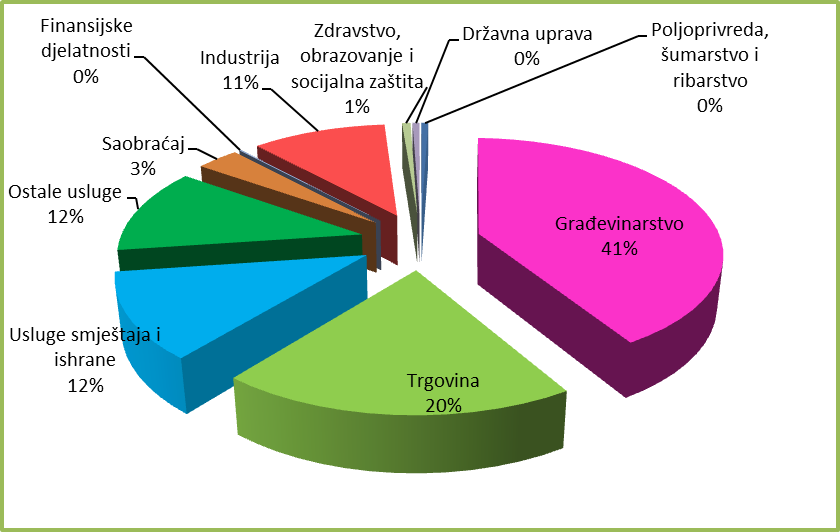 Finansijske
djelatnosti
0%
Industrija
11%
Zdravstvo,
obrazovanje i
socijalna zaštita
1%
Državna uprava
0%
Poljoprivreda,
šumarstvo i
ribarstvo
0%
Saobraćaj
3%
Ostale usluge
12%
Građevinarstvo
41%
Usluge smještaja i
ishrane
12%
Trgovina
20%